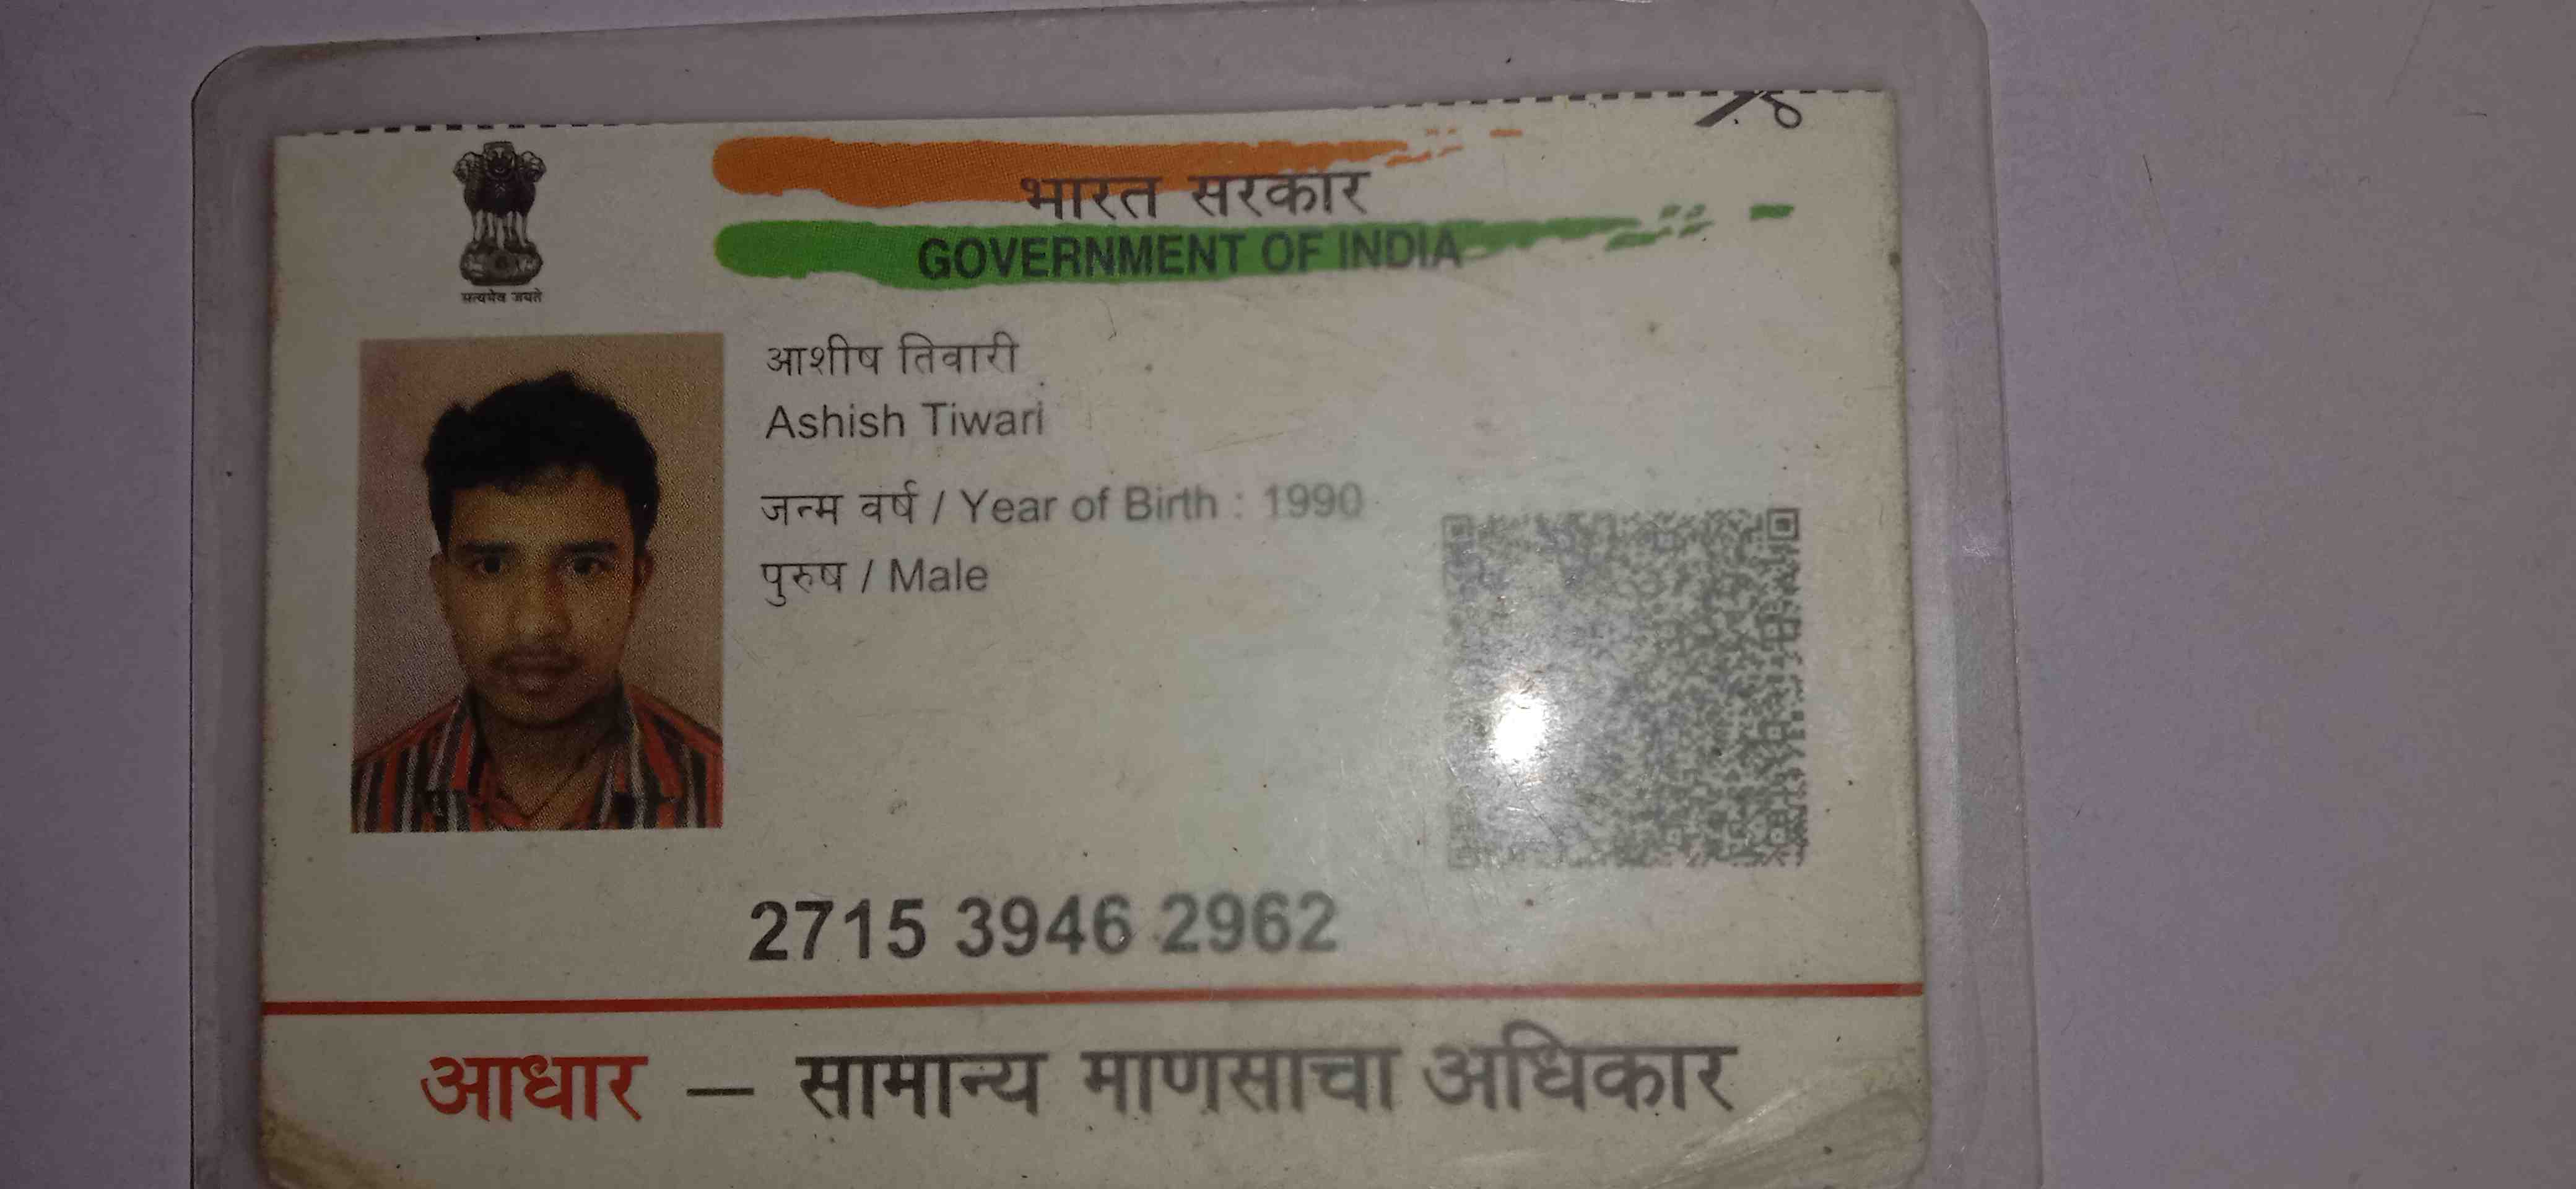 सत्यमेव जयते
भारत सरकार
GOVERNMENT OF INDIA
आशीष तिवारी
Ashish Tiwari
जन्म वर्ष / Year of Birth : 1990
पुरुष / Male
2715 3946 2962
आधार – सामान्य माणसाचा अधिकार